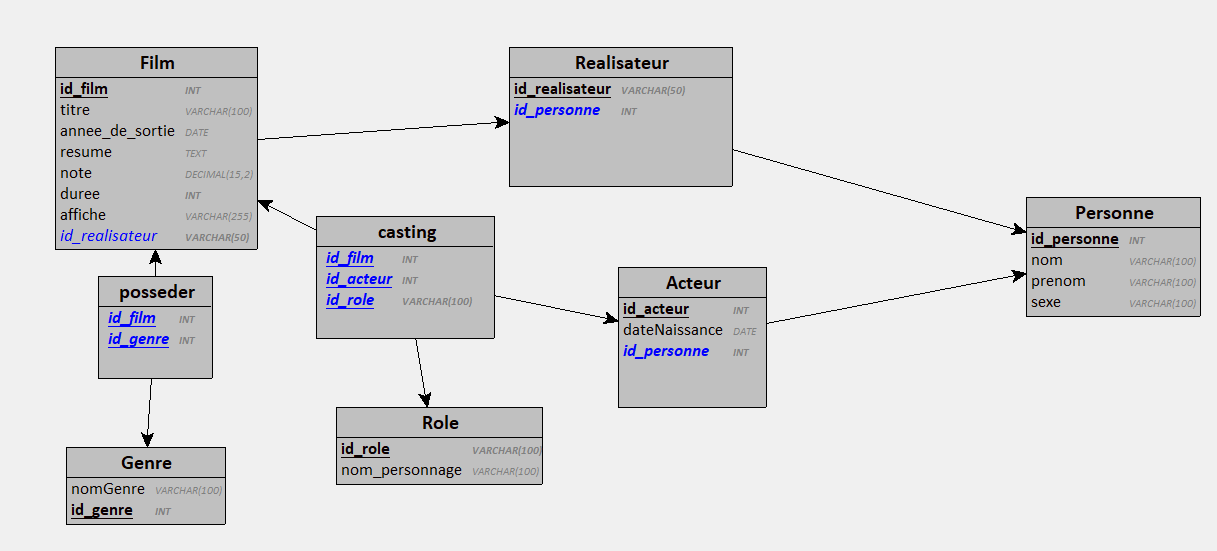 Film
id_film INT
titre VARCHAR(100)
annee_de_sortie DATE
resume TEXT
note DECIMAL(15,2)
duree INT
affiche VARCHAR(255)
id_realisateur VARCHAR(50)
Realisateur
id_realisateur VARCHAR(50)
id_personne INT
Personne
id_personne INT
nom VARCHAR(100)
prenom VARCHAR(100)
sexe VARCHAR(100)
casting
id_film INT
id_acteur INT
id_role VARCHAR(100)
Acteur
id_acteur INT
dateNaissance DATE
id_personne INT
posseder
id_film INT
id_genre INT
Role
id_role VARCHAR(100)
nom_personnage VARCHAR(100)
Genre
nomGenre VARCHAR(100)
id_genre INT